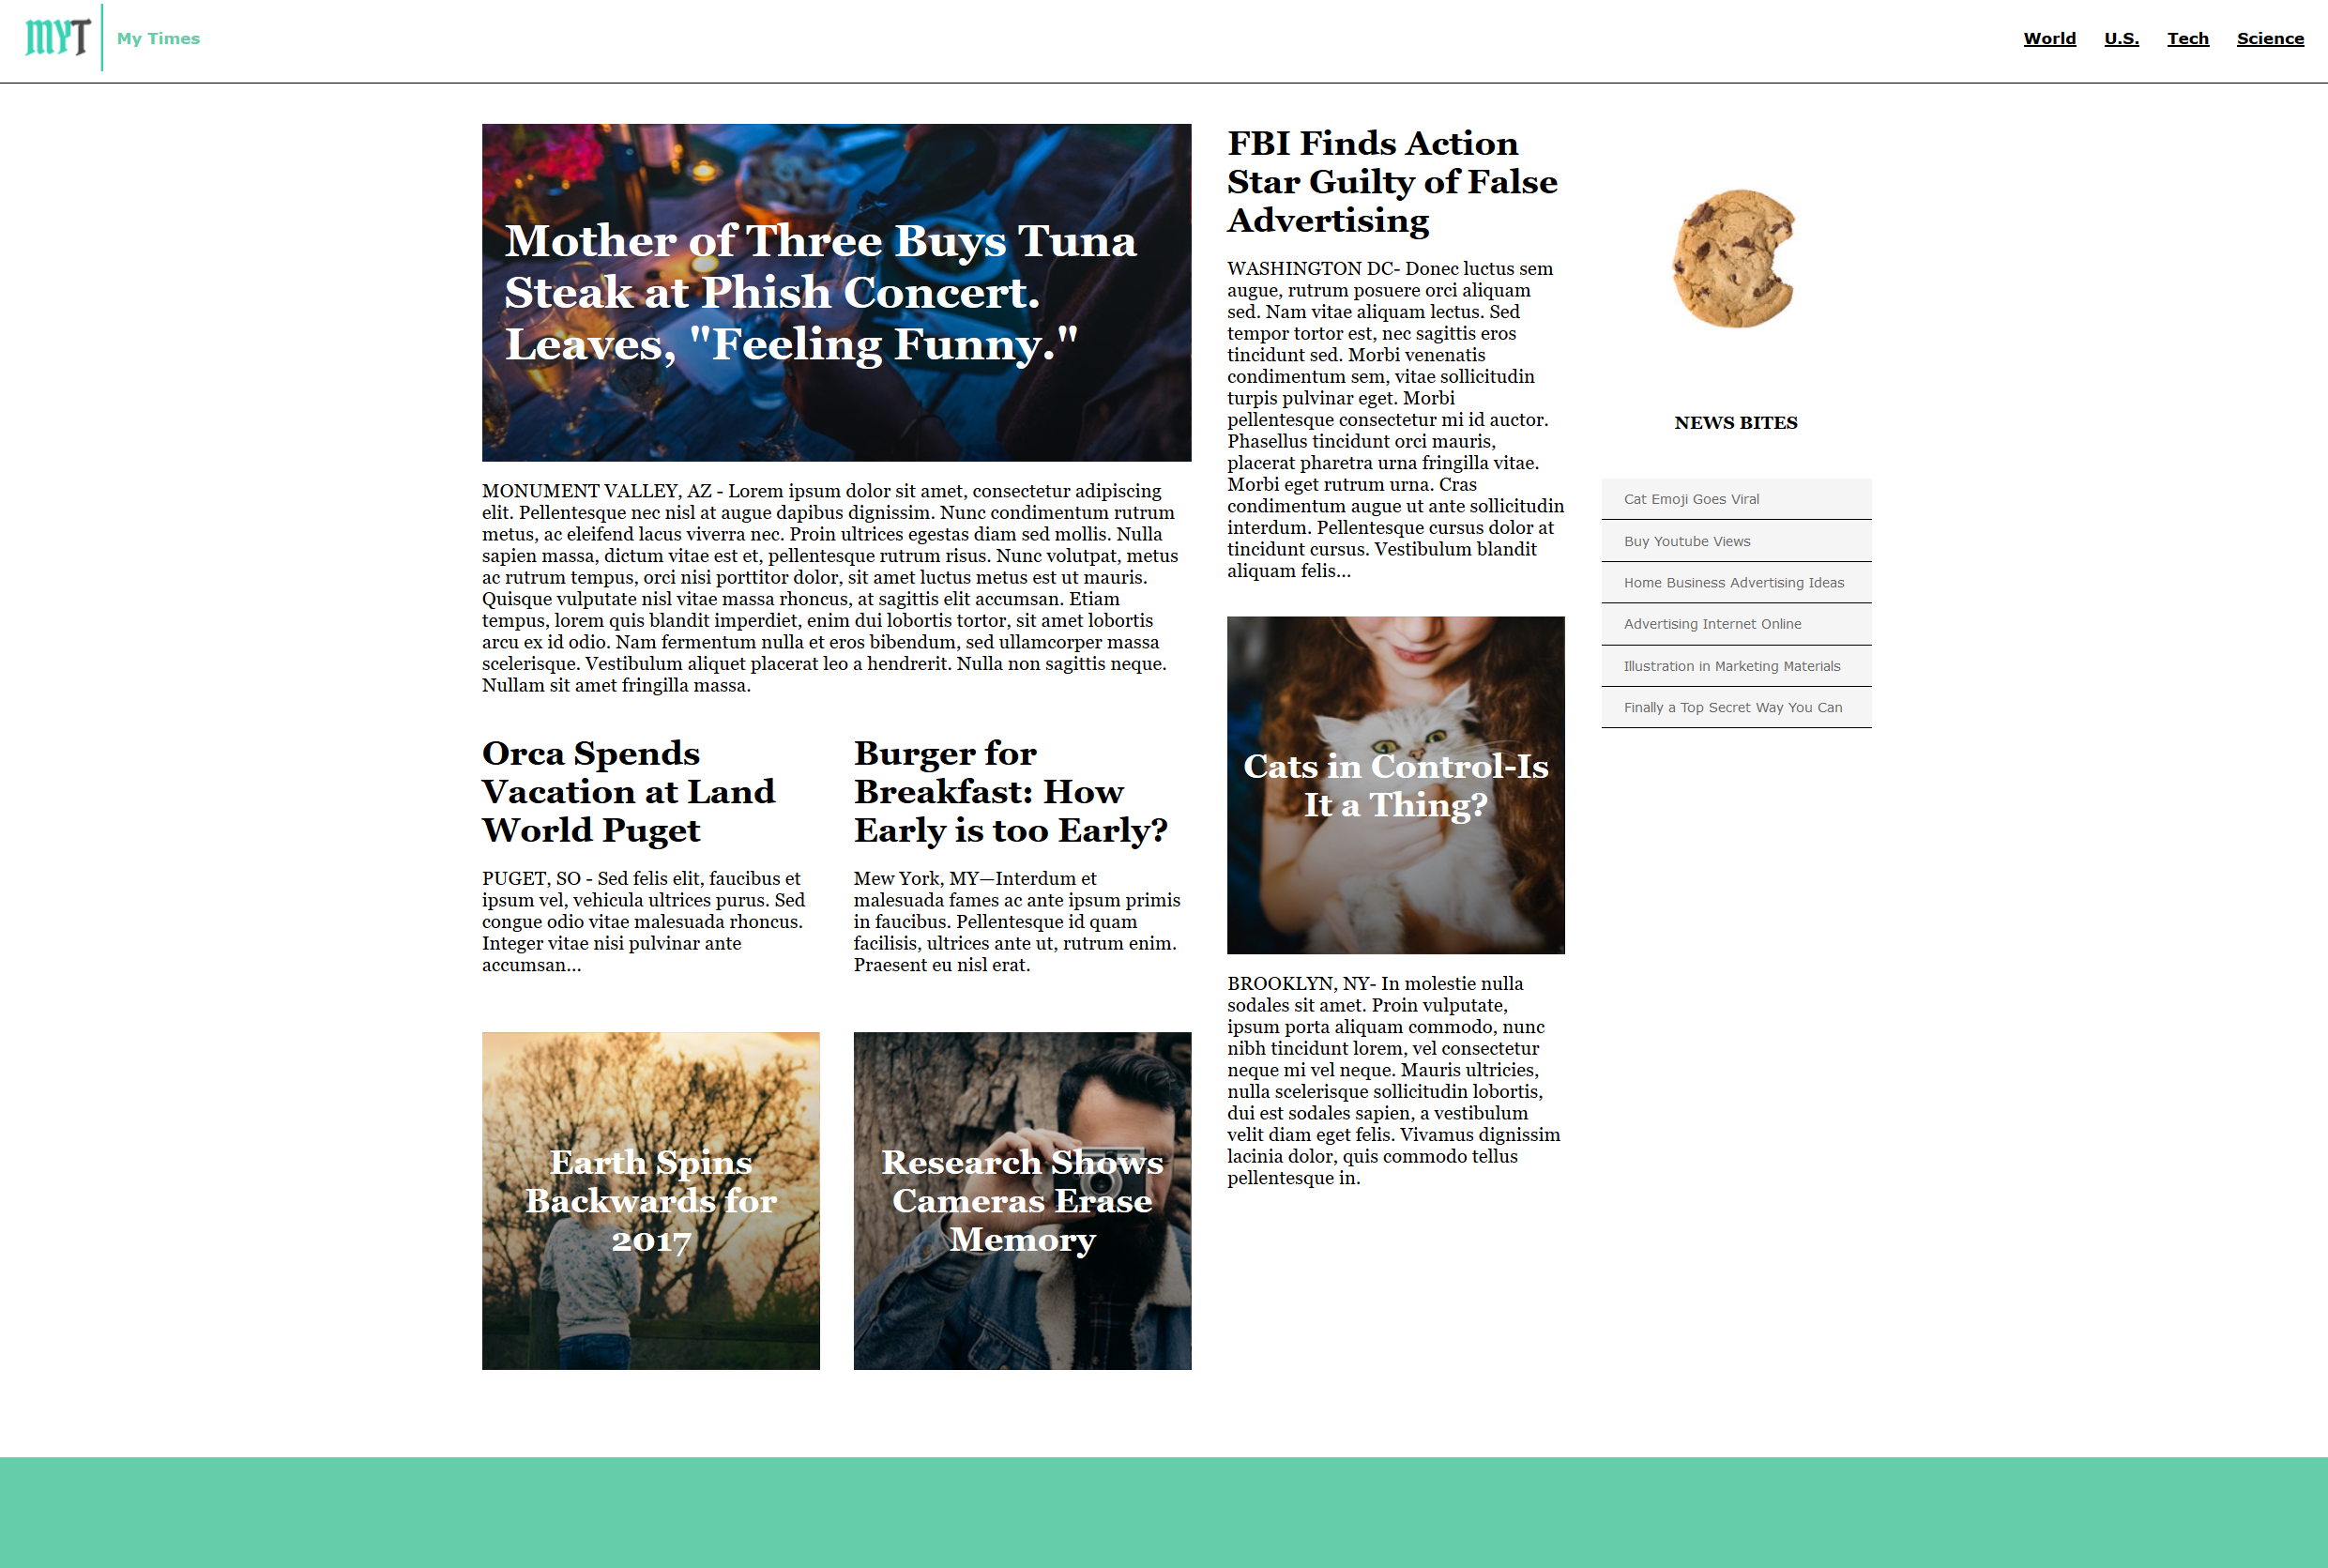 MYT
My Times
World
U.S.
Tech
Science
Mother of Three Buys Tuna
Steak at Phish Concert.
Leaves, "Feeling Funny."
MONUMENT VALLEY, AZ - Lorem ipsum dolor sit amet, consectetur adipiscing
elit. Pellentesque nec nisl at augue dapibus dignissim. Nunc condimentum rutrum
metus, ac eleifend lacus viverra nec. Proin ultrices egestas diam sed mollis. Nulla
sapien massa, dictum vitae est et, pellentesque rutrum risus. Nunc volutpat, metus
ac rutrum tempus, orci nisi porttitor dolor, sit amet luctus metus est ut mauris.
Quisque vulputate nisl vitae massa rhoncus, at sagittis elit accumsan. Etiam
tempus, lorem quis blandit imperdiet, enim dui lobortis tortor, sit amet lobortis
arcu ex id odio. Nam fermentum nulla et eros bibendum, sed ullamcorper massa
scelerisque. Vestibulum aliquet placerat leo a hendrerit. Nulla non sagittis neque.
Nullam sit amet fringilla massa.
Orca Spends
Vacation at Land
World Puget
PUGET, SO - Sed felis elit, faucibus et
ipsum vel, vehicula ultrices purus. Sed
congue odio vitae malesuada rhoncus.
Integer vitae nisi pulvinar ante
accumsan...
Burger for
Breakfast: How
Early is too Early?
Mew York, MY—Interdum et
malesuada fames ac ante ipsum primis
in faucibus. Pellentesque id quam
facilisis, ultrices ante ut, rutrum enim.
Praesent eu nisl erat.
Earth Spins
Backwards for
2017
Research Shows
Cameras Erase
Memory
FBI Finds Action
Star Guilty of False
Advertising
WASHINGTON DC- Donec luctus sem
augue, rutrum posuere orci aliquam
sed. Nam vitae aliquam lectus. Sed
tempor tortor est, nec sagittis eros
tincidunt sed. Morbi venenatis
condimentum sem, vitae sollicitudin
turpis pulvinar eget. Morbi
pellentesque consectetur mi id auctor.
Phasellus tincidunt orci mauris,
placerat pharetra urna fringilla vitae.
Morbi eget rutrum urna. Cras
condimentum augue ut ante sollicitudin
interdum. Pellentesque cursus dolor at
tincidunt cursus. Vestibulum blandit
aliquam felis...
Cats in Control-Is
It a Thing?
BROOKLYN, NY- In molestie nulla
sodales sit amet. Proin vulputate,
ipsum porta aliquam commodo, nunc
nibh tincidunt lorem, vel consectetur
neque mi vel neque. Mauris ultricies,
nulla scelerisque sollicitudin lobortis,
dui est sodales sapien, a vestibulum
velit diam eget felis. Vivamus dignissim
lacinia dolor, quis commodo tellus
pellentesque in.
NEWS BITES
Cat Emoji Goes Viral
Buy Youtube Views
Home Business Advertising Ideas
Advertising Internet Online
Illustration in Marketing Materials
Finally a Top Secret Way You Can